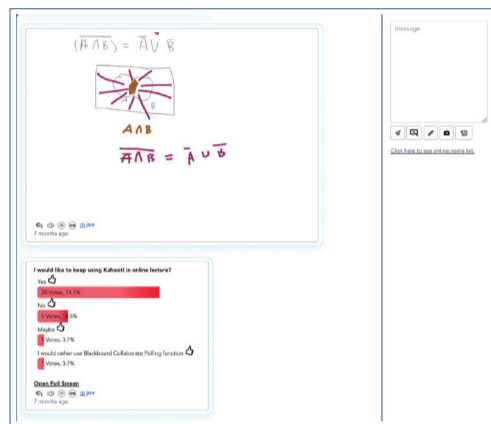 (A∩B)‾ = A̅ ∪ B̅
A
B
A∩B
A̅∩̅B̅ = A̅ ∪ B̅
joe
7 months ago
I would like to keep using Kahoot! in online lecture?
Yes
20 Votes, 74.1%
No
5 Votes, 18.5%
Maybe
Votes, 3.7%
I would rather use Blackboard Collaborate Polling function
Votes, 3.7%
Open Full Screen
joe
7 months ago
message
Click here to see online name list.